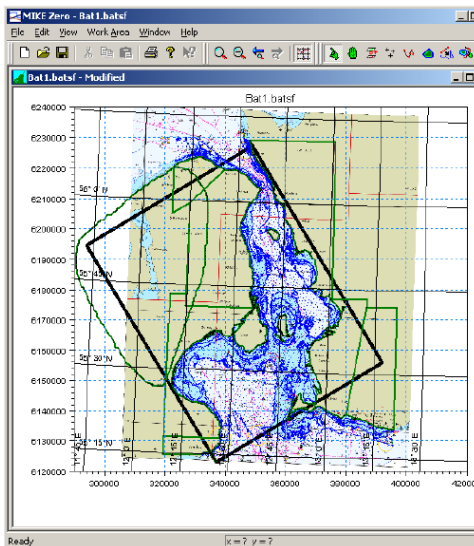 MIKE Zero - Bat1.batsf
File Edit View Work Area Window Help
Bat1.batsf - Modified
Bat1.batsf
6240000
6230000
6220000
6210000
6200000
6190000
6180000
6170000
6160000
6150000
6140000
6130000
6120000
300000 320000 340000 360000 380000 400000 420000
Ready x = ? y = ?